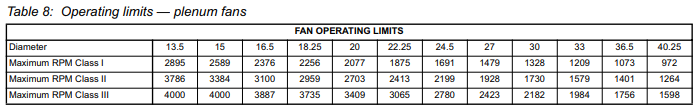 Table 8: Operating limits — plenum fans
FAN OPERATING LIMITS
Diameter 13.5 15 16.5 18.25 20 22.25 24.5 27 30 33 36.5 40.25
Maximum RPM Class I 2895 2589 2376 2256 2077 1875 1691 1479 1328 1209 1073 972
Maximum RPM Class II 3786 3384 3100 2959 2703 2413 2199 1928 1730 1579 1401 1264
Maximum RPM Class III 4000 4000 3887 3735 3409 3065 2780 2423 2182 1984 1756 1598